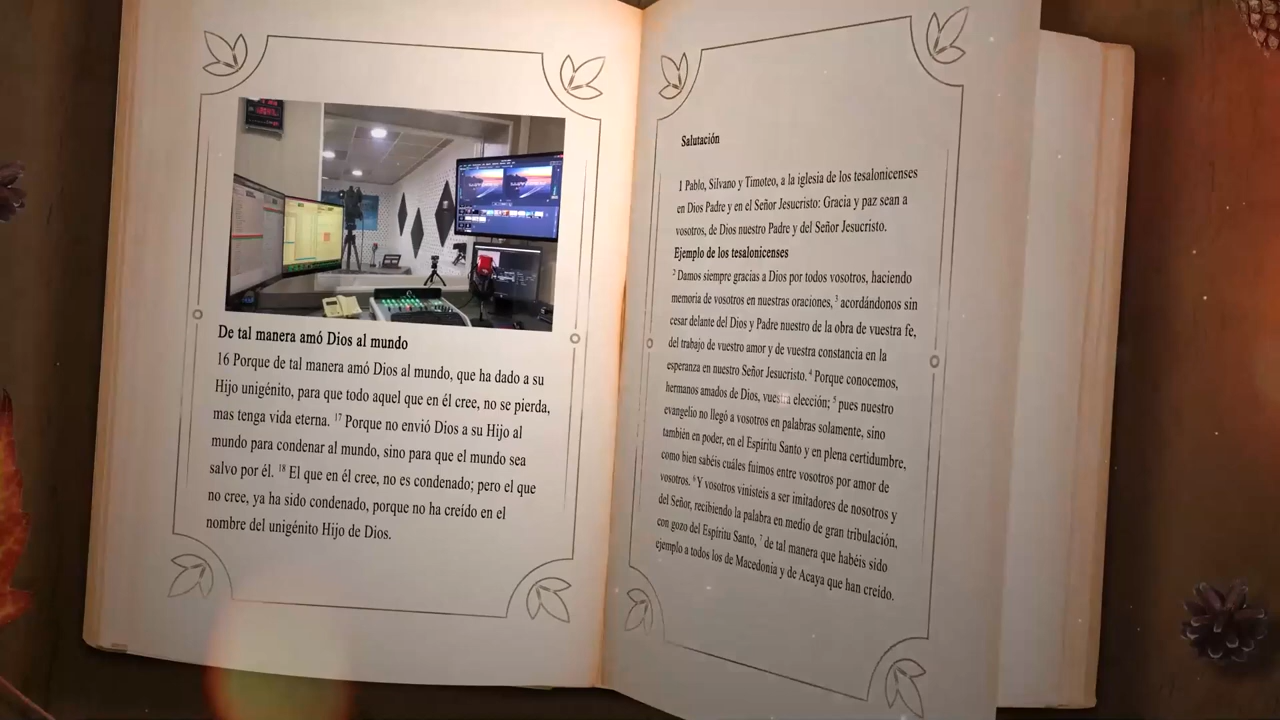 De tal manera amó Dios al mundo
16 Porque de tal manera amó Dios al mundo, que ha dado a su
Hijo unigénito, para que todo aquel que en él cree, no se pierda,
mas tenga vida eterna. 17 Porque no envió Dios a su Hijo al
mundo para condenar al mundo, sino para que el mundo sea
salvo por él. 18 El que en él cree, no es condenado; pero el que
no cree, ya ha sido condenado, porque no ha creído en el
nombre del unigénito Hijo de Dios.
Salutación
1 Pablo, Silvano y Timoteo, a la iglesia de los tesalonicenses
en Dios Padre y en el Señor Jesucristo: Gracia y paz sean a
vosotros, de Dios nuestro Padre y del Señor Jesucristo.
Ejemplo de los tesalonicenses
2 Damos siempre gracias a Dios por todos vosotros, haciendo
memoria de vosotros en nuestras oraciones, 3 acordándonos sin
cesar delante del Dios y Padre nuestro de la obra de vuestra fe,
del trabajo de vuestro amor y de vuestra constancia en la
esperanza en nuestro Señor Jesucristo. 4 Porque conocemos,
hermanos amados de Dios, vuestra elección; 5 pues nuestro
evangelio no llegó a vosotros en palabras solamente, sino
también en poder, en el Espíritu Santo y en plena certidumbre,
como bien sabéis cuáles fuimos entre vosotros por amor de
vosotros. 6 Y vosotros vinisteis a ser imitadores de nosotros y
del Señor, recibiendo la palabra en medio de gran tribulación,
con gozo del Espíritu Santo, 7 de tal manera que habéis sido
ejemplo a todos los de Macedonia y de Acaya que han creído.